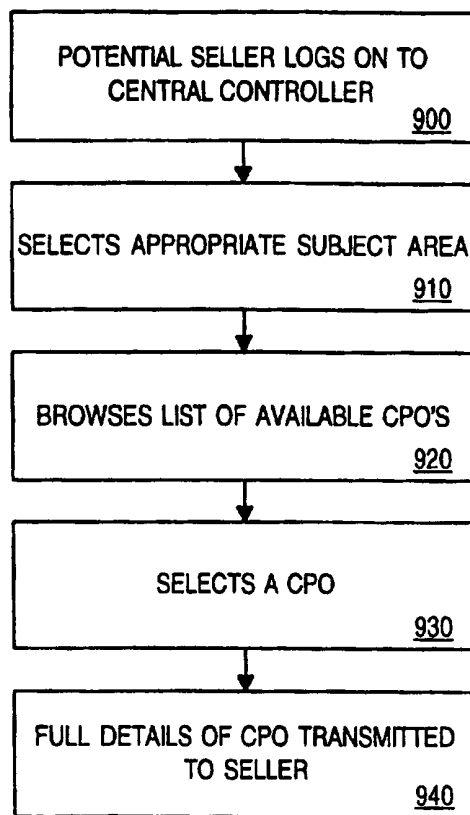 POTENTIAL SELLER LOGS ON TO
CENTRAL CONTROLLER
900
SELECTS APPROPRIATE SUBJECT AREA
910
BROWSES LIST OF AVAILABLE CPO'S
920
SELECTS A CPO
930
FULL DETAILS OF CPO TRANSMITTED
TO SELLER
940